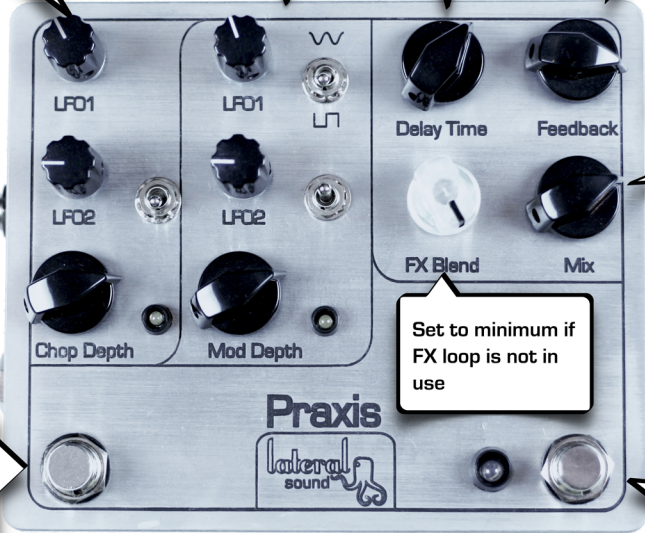 LFO1
LFO1
Delay Time
Feedback
LFO2
LFO2
FX Blend
Mix
Chop Depth
Mod Depth
Set to minimum if
FX loop is not in
use
Praxis
lateral
sound